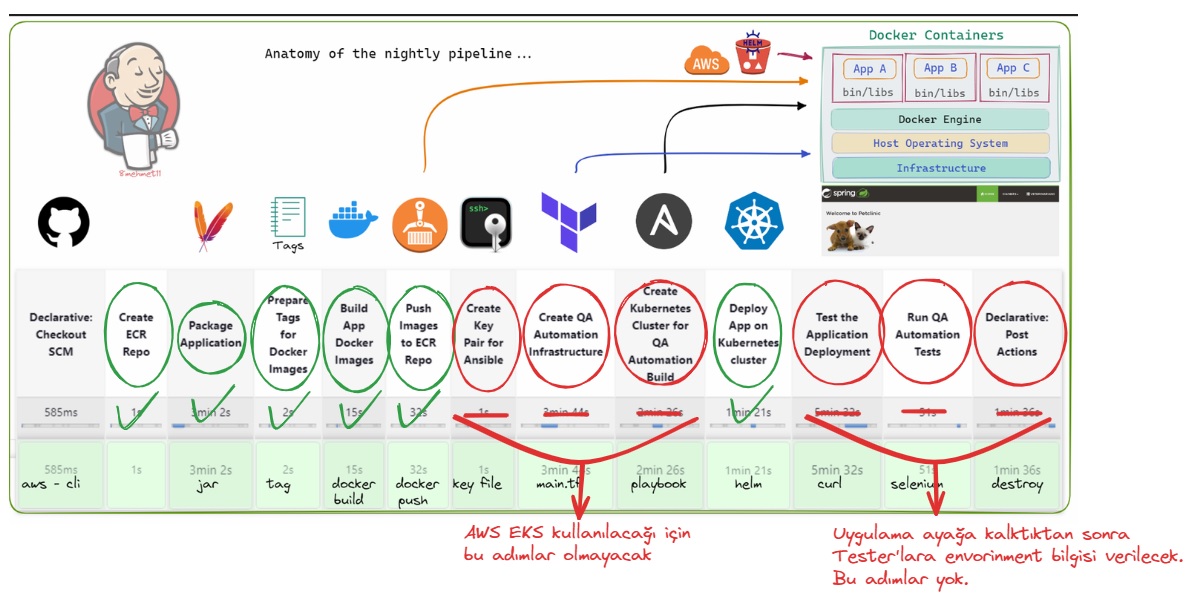 Anatomy of the nightly pipeline...
8mehmet11
AWS
HELM
Docker Containers
App A
App B
App C
bin/libs
bin/libs
bin/libs
Docker Engine
Host Operating System
Infrastructure
spring
Welcome to Petclinic
Tags
ssh>
A
Declarative:
Checkout
SCM
Create
ECR
Repo
Package
Application
Prepare
Tags
for
Docker
Images
Build
App
Docker
Images
Push
Images
to ECR
Repo
Create
Key
Pair for
Ansible
Create QA
Automation
Infrastructure
Create
Kubernetes
Cluster for
QA
Automation
Build
Deploy
App on
Kubernetes
cluster
Test the
Application
Deployment
Run QA
Automation
Tests
Declarative:
Post
Actions
585ms
1s
3min 2s
2s
15s
32s
1s
3min 44s
2min 26s
1min 21s
5min 32s
51s
1min 36s
585ms
1s
3min 2s
2s
15s
32s
1s
3min 44s
2min 26s
1min 21s
5min 32s
51s
1min 36s
aws - cli
jar
tag
docker
build
docker
push
key file
main.tf
playbook
helm
curl
selenium
destroy
AWS EKS kullanılacağı için
bu adımlar olmayacak
Uygulama ayağa kalktıktan sonra
Tester'lara envorinment bilgisi verilecek.
Bu adımlar yok.